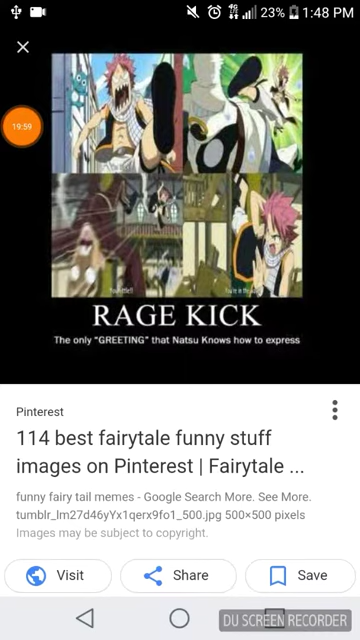 23% 1:48 PM
19:59
RAGE KICK
The only "GREETING" that Natsu Knows how to express
Pinterest
114 best fairytale funny stuff
images on Pinterest | Fairytale ...
funny fairy tail memes - Google Search More. See More.
tumblr_lm27d46yYx1qerx9fo1_500.jpg 500×500 pixels
Images may be subject to copyright.
Visit Share Save
DU SCREEN RECORDER